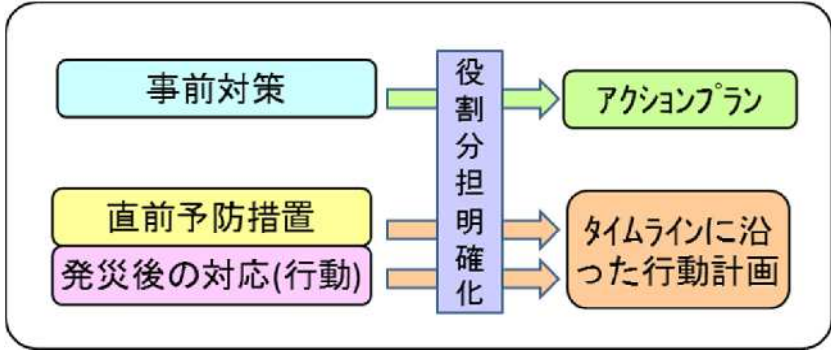 事前対策
役割分担明確化
アクションプラン
直前予防措置
発災後の対応(行動)
タイムラインに沿
った行動計画